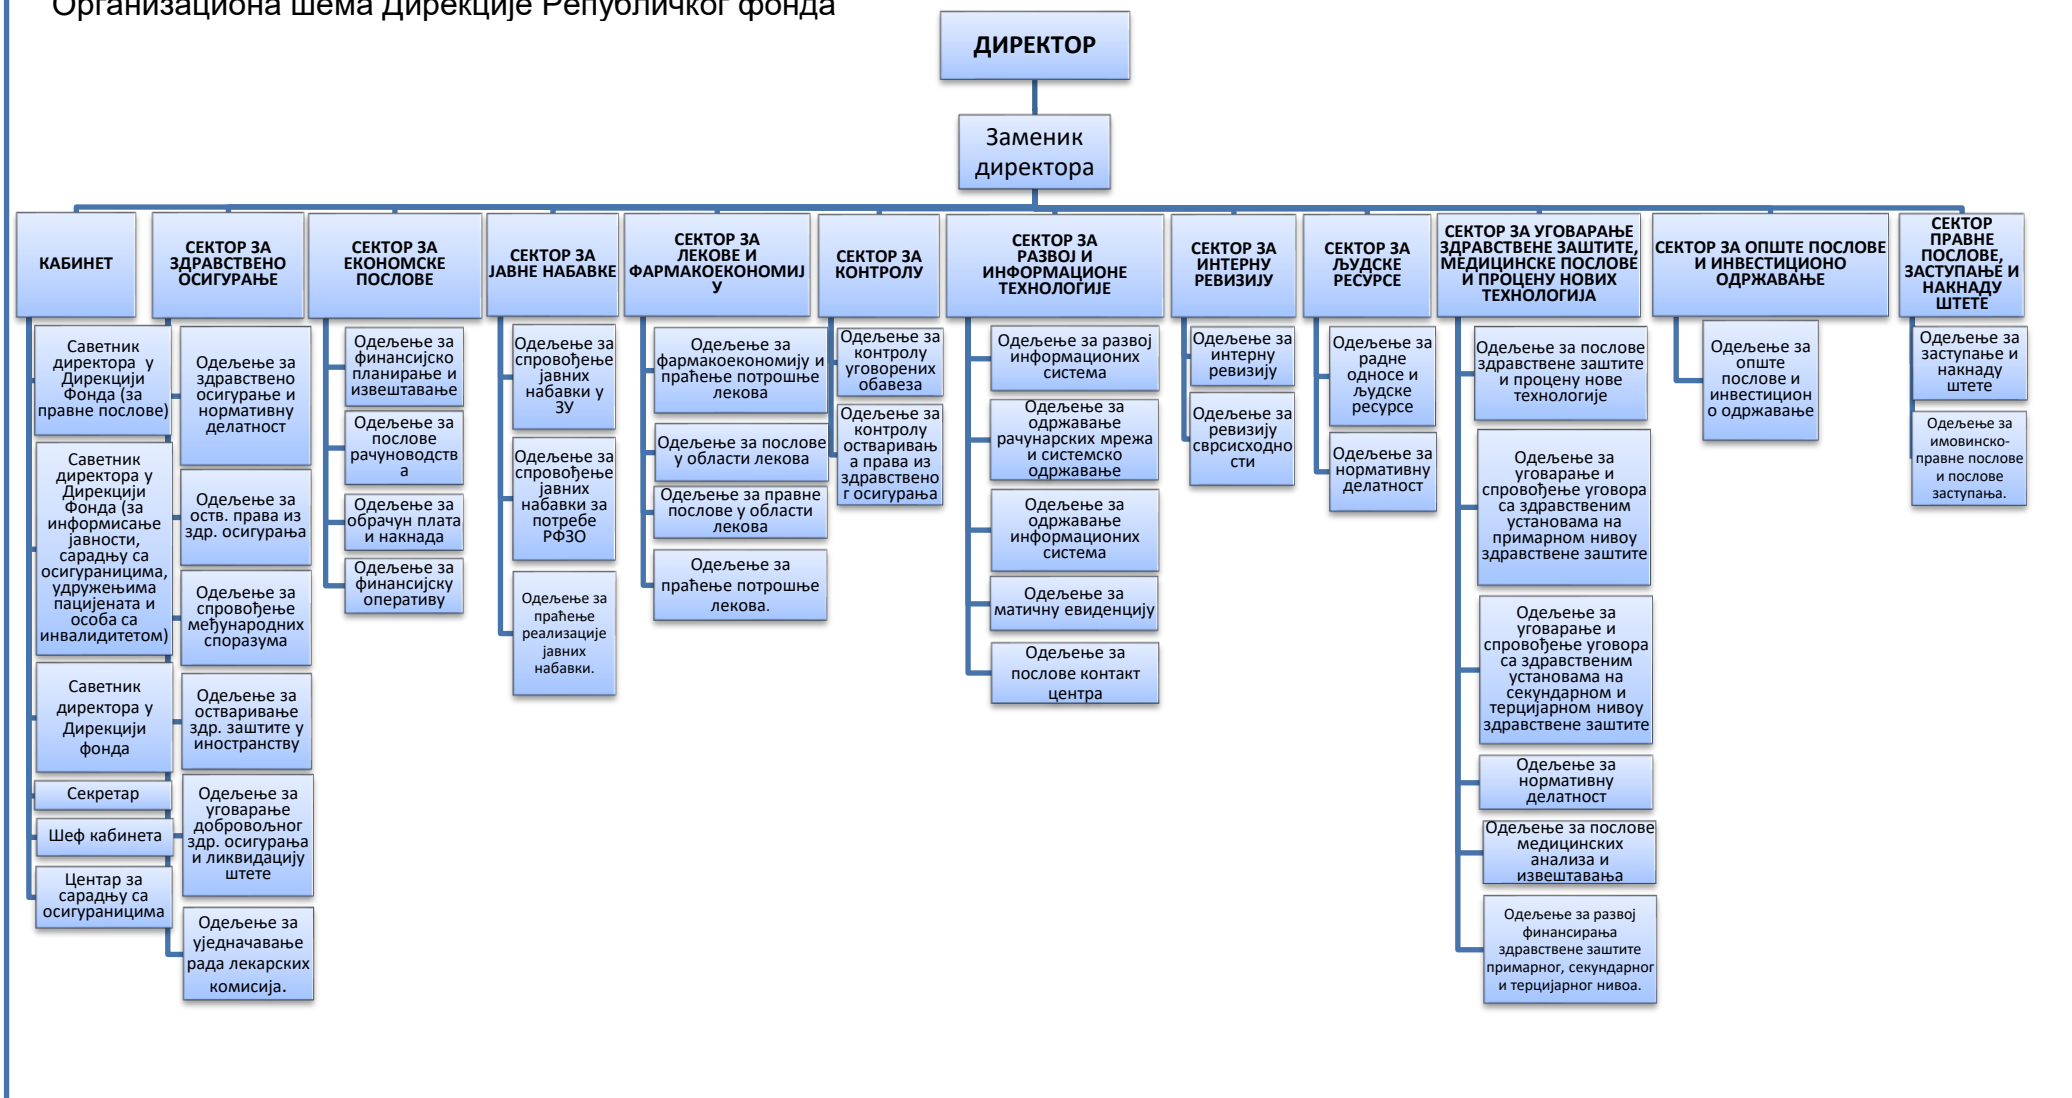 Организациона шема Дирекције Републичког фонда
ДИРЕКТОР
Заменик
директора
КАБИНЕТ
Саветник
директора у
Дирекцији
Фонда (за
правне послове)
Саветник
директора у
Дирекцији
Фонда (за
информисање
јавности,
сарадњу са
осигураницима,
удружењима
пацијената и
особа са
инвалидитетом)
Саветник
директора у
Дирекцији
фонда
Секретар
Шеф кабинета
Центар за
сарадњу са
осигураницима
СЕКТОР ЗА
ЗДРАВСТВЕНО
ОСИГУРАЊЕ
Одељење за
здравствено
осигурање и
нормативну
делатност
Одељење за
оств. права из
здр. осигурања
Одељење за
спровођење
међународних
споразума
Одељење за
остваривање
здр. заштите у
иностранству
Одељење за
уговарање
добровољног
здр. осигурања
и ликвидацију
штете
Одељење за
уједначавање
рада лекарских
комисија.
СЕКТОР ЗА
ЕКОНОМСКЕ
ПОСЛОВЕ
Одељење за
финансијско
планирање и
извештавање
Одељење за
послове
рачуноводств
а
Одељење за
обрачун плата
и накнада
Одељење за
финансијску
оперативу
СЕКТОР ЗА
ЈАВНЕ НАБАВКЕ
Одељење за
спровођење
јавних
набавки у
ЗУ
Одељење за
спровођење
јавних
набавки за
потребе
РФЗО
Одељење за
праћење
реализације
јавних
набавки.
СЕКТОР ЗА
ЛЕКОВЕ И
ФАРМАКОЕКОНОМИЈ
У
Одељење за
фармакоекономију и
праћење потрошње
лекова
Одељење за послове
у области лекова
Одељење за правне
послове у области
лекова
Одељење за
праћење потрошње
лекова.
СЕКТОР ЗА
КОНТРОЛУ
Одељење за
контролу
уговорених
обавеза
Одељење за
контролу
остваривањ
а права из
здравствено
г осигурања
СЕКТОР ЗА
РАЗВОЈ И
ИНФОРМАЦИОНЕ
ТЕХНОЛОГИЈЕ
Одељење за развој
информационих
система
Одељење за
одржавање
рачунарских мрежа
и системско
одржавање
Одељење за
одржавање
информационих
система
Одељење за
матичну евиденцију
Одељење за
послове контакт
центра
СЕКТОР ЗА
ИНТЕРНУ
РЕВИЗИЈУ
Одељење за
интерну
ревизију
Одељење за
ревизију
сврсисходно
сти
СЕКТОР ЗА
ЉУДСКЕ
РЕСУРСЕ
Одељење за
радне
односе и
људске
ресурсе
Одељење за
нормативну
делатност
СЕКТОР ЗА УГОВАРАЊЕ
ЗДРАВСТВЕНЕ ЗАШТИТЕ,
МЕДИЦИНСКЕ ПОСЛОВЕ
И ПРОЦЕНУ НОВИХ
ТЕХНОЛОГИЈА
Одељење за послове
здравствене заштите
и процену нове
технологије
Одељење за
уговарање и
спровођење уговора
са здравственим
установама на
примарном нивоу
здравствене заштите
Одељење за
уговарање и
спровођење уговора
са здравственим
установама на
секундарном и
терцијарном нивоу
здравствене заштите
Одељење за
нормативну
делатност
Одељење за послове
медицинских
анализа и
извештавања
Одељење за развој
финансирања
здравствене заштите
примарног, секундарног
и терцијарног нивоа.
СЕКТОР ЗА ОПШТЕ ПОСЛОВЕ
И ИНВЕСТИЦИОНО
ОДРЖАВАЊЕ
Одељење за
опште
послове и
инвестицион
о одржавање
СЕКТОР
ПРАВНЕ
ПОСЛОВЕ,
ЗАСТУПАЊЕ И
НАКНАДУ
ШТЕТЕ
Одељење за
заступање и
накнаду
штете
Одељење за
имовинско-
правне послове
и послове
заступања.